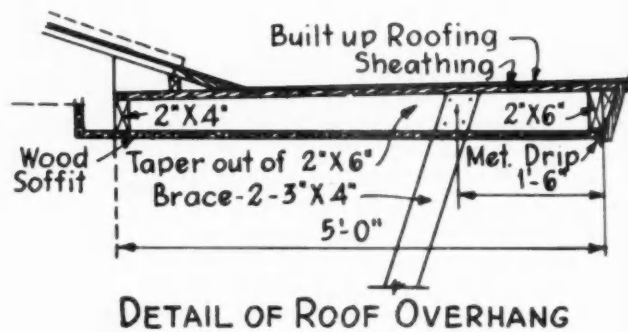 Built up Roofing
Sheathing
2"X4"
2"X6"
Wood
Soffit
Taper out of 2"X6"
Met. Drip
Brace-2-3"X4"
1'-6"
5'-0"
DETAIL OF ROOF OVERHANG